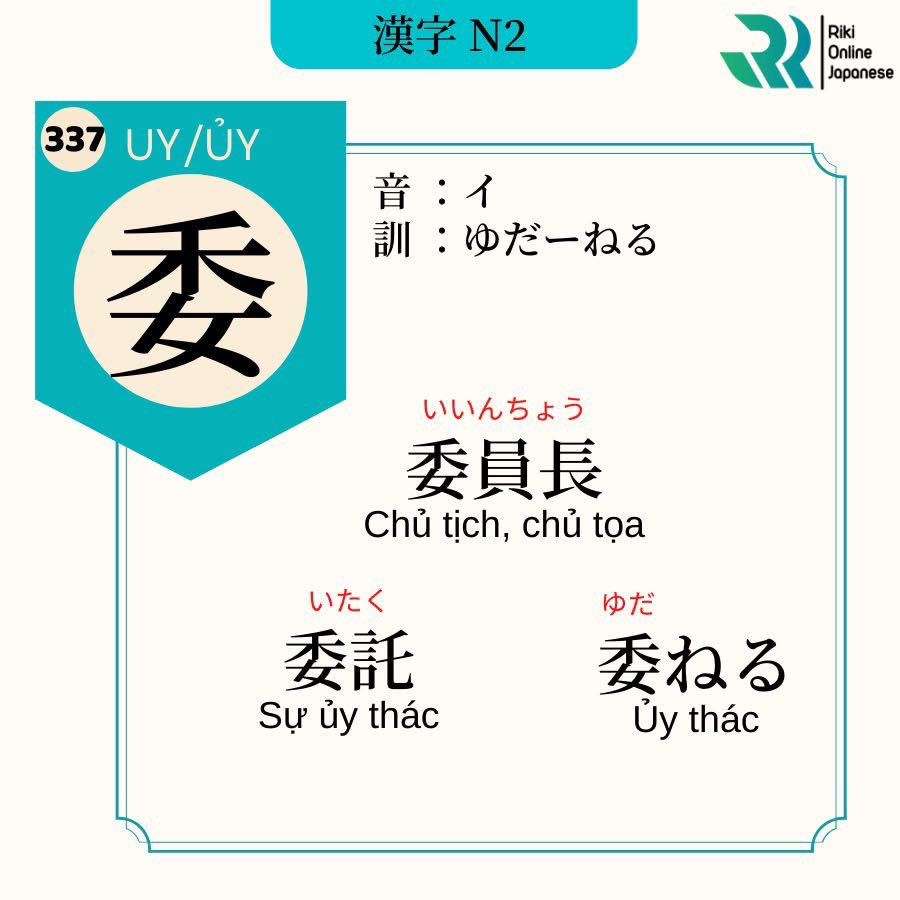 漢字 N2
Riki
Online
Japanese
337
UY/ỦY
委
音 ：イ
訓 ：ゆだーねる
いいんちょう
委員長
Chủ tịch, chủ tọa
いたく
委託
Sự ủy thác
ゆだ
委ねる
Ủy thác